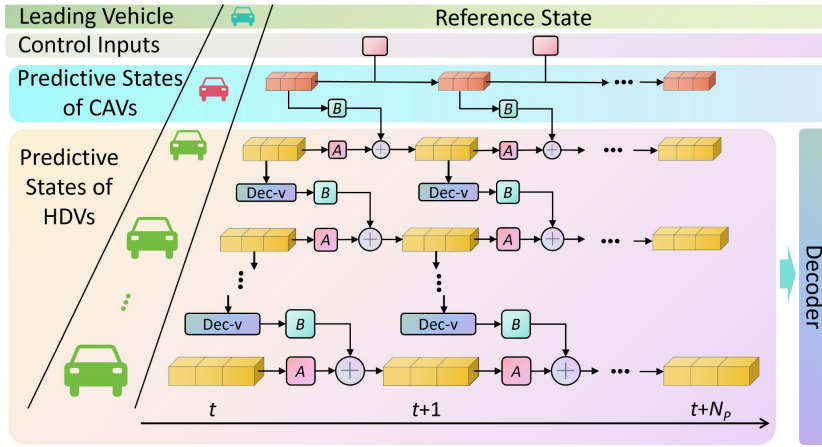 Leading Vehicle
Reference State
Control Inputs
Predictive States
of CAVs
B
B
Predictive
States of
HDVs
A
A
Dec-v
B
Dec-v
B
A
A
Dec-v
B
Dec-v
B
A
A
t
t+1
t+Np
Decoder